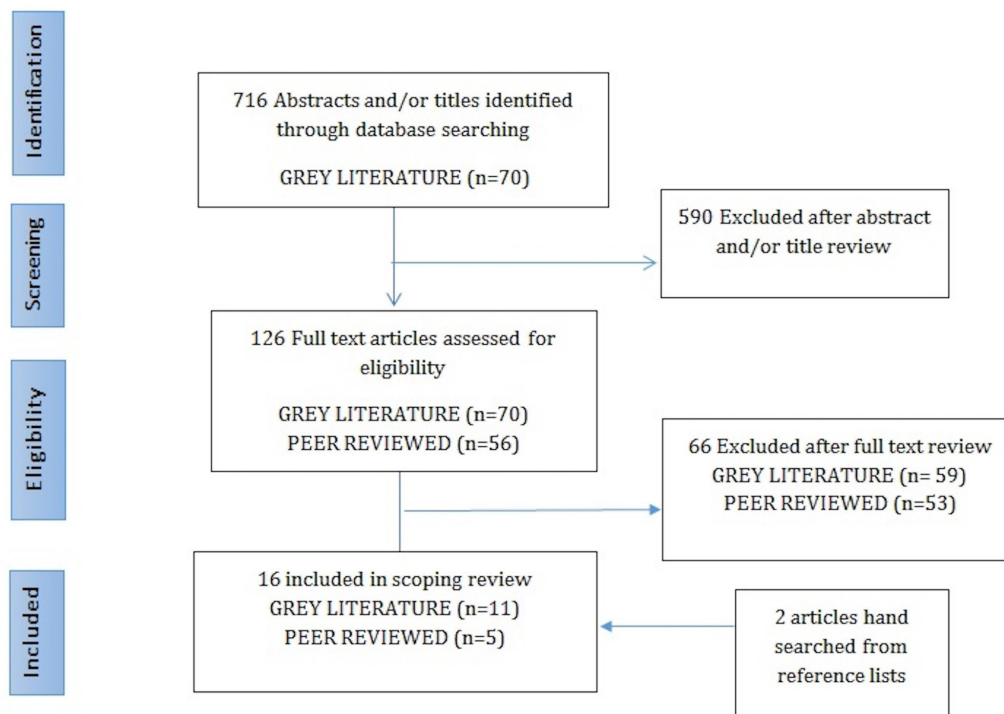 Identification
716 Abstracts and/or titles identified
through database searching
GREY LITERATURE (n=70)
Screening
590 Excluded after abstract
and/or title review
126 Full text articles assessed for
eligibility
GREY LITERATURE (n=70)
PEER REVIEWED (n=56)
Eligibility
66 Excluded after full text review
GREY LITERATURE (n= 59)
PEER REVIEWED (n=53)
Included
16 included in scoping review
GREY LITERATURE (n=11)
PEER REVIEWED (n=5)
2 articles hand
searched from
reference lists